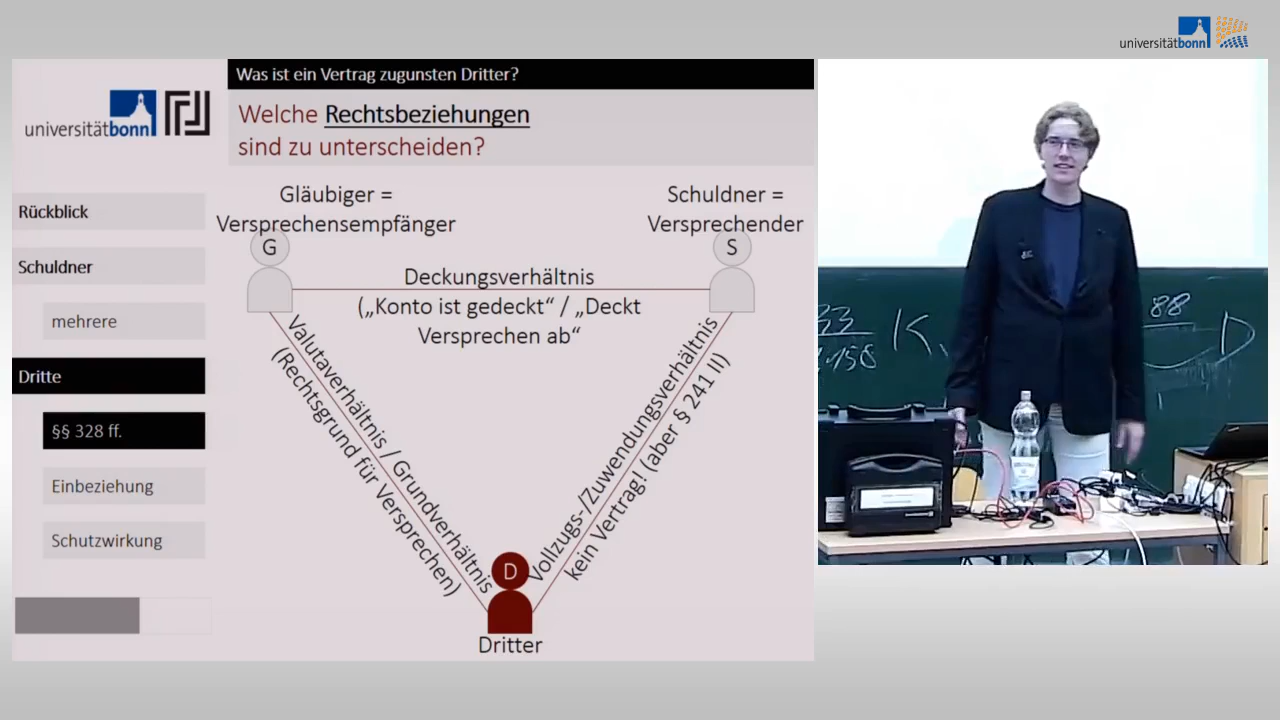 universitätbonn
Was ist ein Vertrag zugunsten Dritter?
universitätbonn
Welche Rechtsbeziehungen
sind zu unterscheiden?
Rückblick
Schuldner
mehrere
Dritte
§§ 328 ff.
Einbeziehung
Schutzwirkung
Gläubiger =
Versprechensempfänger
G
Schuldner =
Versprechender
S
Deckungsverhältnis
(„Konto ist gedeckt“ / „Deckt
Versprechen ab“
Valutaverhältnis / Grundverhältnis
(Rechtsgrund für Versprechen)
Vollzugs-/Zuwendungsverhältnis
kein Vertrag! (aber § 241 II)
D
Dritter
33
K
88
D